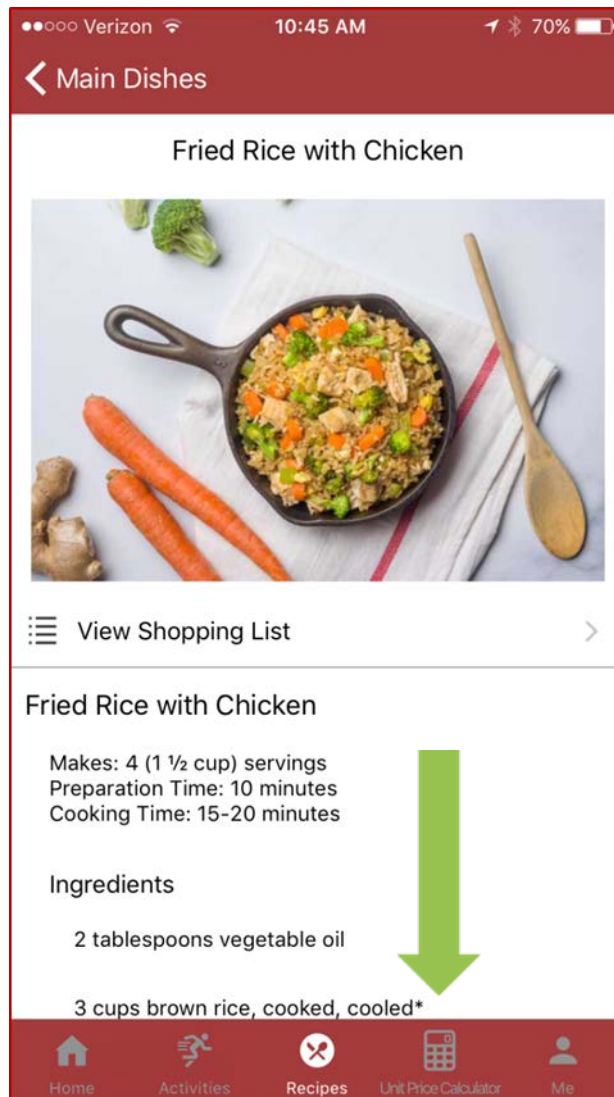 Verizon 10:45 AM 70%
Main Dishes
Fried Rice with Chicken
View Shopping List
Fried Rice with Chicken
Makes: 4 (1 ½ cup) servings
Preparation Time: 10 minutes
Cooking Time: 15-20 minutes
Ingredients
2 tablespoons vegetable oil
3 cups brown rice, cooked, cooled*
Home Activities Recipes Unit Price Calculator Me